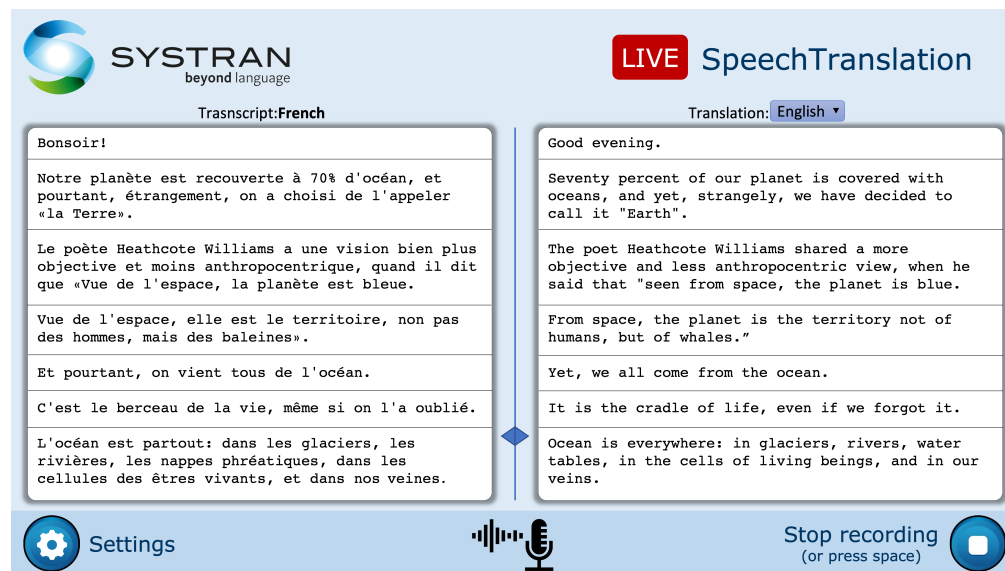 SYSTRAN
beyond language
LIVE SpeechTranslation
Trasnscript:French
Translation: English
Bonsoir!
Notre planète est recouverte à 70% d'océan, et
pourtant, étrangement, on a choisi de l'appeler
«la Terre».
Le poète Heathcote Williams a une vision bien plus
objective et moins anthropocentrique, quand il dit
que «Vue de l'espace, la planète est bleue.
Vue de l'espace, elle est le territoire, non pas
des hommes, mais des baleines».
Et pourtant, on vient tous de l'océan.
C'est le berceau de la vie, même si on l'a oublié.
L'océan est partout: dans les glaciers, les
rivières, les nappes phréatiques, dans les
cellules des êtres vivants, et dans nos veines.
Good evening.
Seventy percent of our planet is covered with
oceans, and yet, strangely, we have decided to
call it "Earth".
The poet Heathcote Williams shared a more
objective and less anthropocentric view, when he
said that "seen from space, the planet is blue.
From space, the planet is the territory not of
humans, but of whales.”
Yet, we all come from the ocean.
It is the cradle of life, even if we forgot it.
Ocean is everywhere: in glaciers, rivers, water
tables, in the cells of living beings, and in our
veins.
Settings
Stop recording
(or press space)